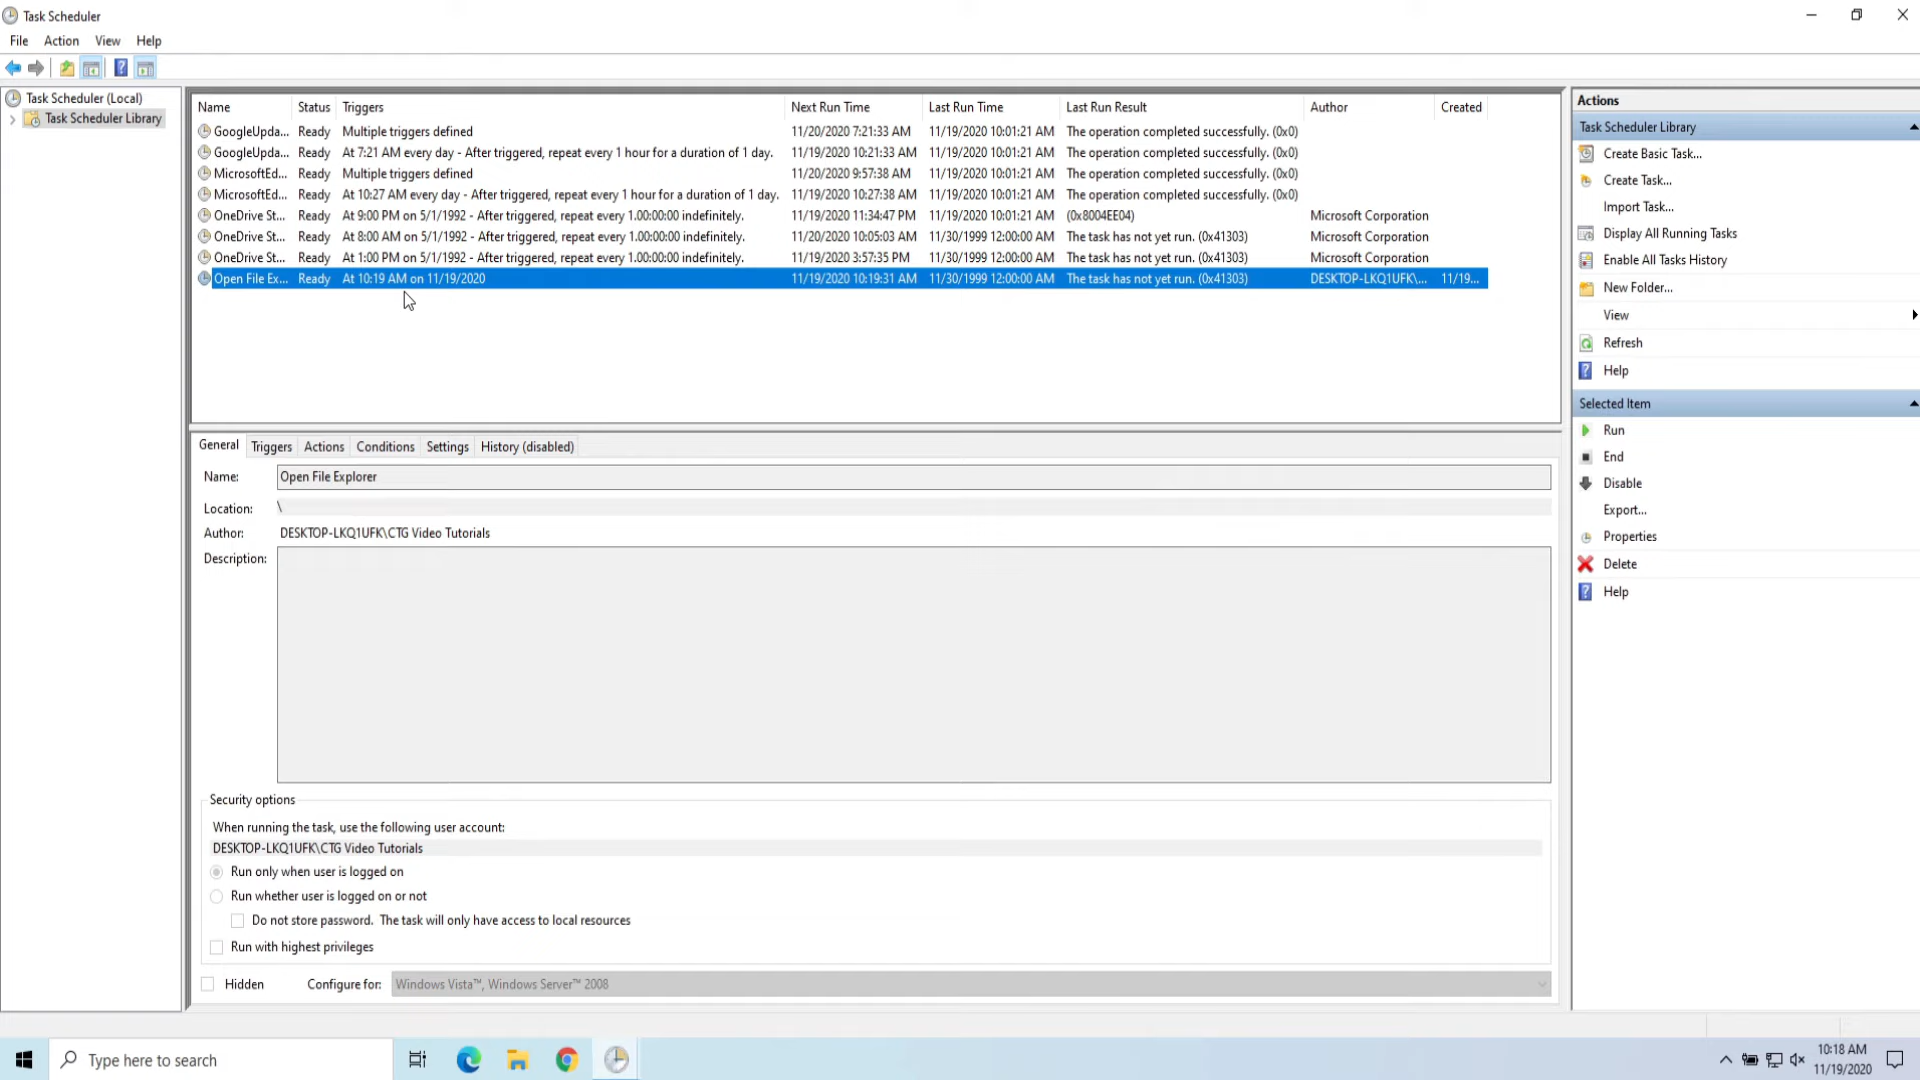 Task Scheduler
File Action View Help
Task Scheduler (Local)
Task Scheduler Library
Name Status Triggers Next Run Time Last Run Time Last Run Result Author Created
GoogleUpda... Ready Multiple triggers defined 11/20/2020 7:21:33 AM 11/19/2020 10:01:21 AM The operation completed successfully. (0x0)
GoogleUpda... Ready At 7:21 AM every day - After triggered, repeat every 1 hour for a duration of 1 day. 11/19/2020 10:21:33 AM 11/19/2020 10:01:21 AM The operation completed successfully. (0x0)
MicrosoftEd... Ready Multiple triggers defined 11/20/2020 9:57:38 AM 11/19/2020 10:01:21 AM The operation completed successfully. (0x0)
MicrosoftEd... Ready At 10:27 AM every day - After triggered, repeat every 1 hour for a duration of 1 day. 11/19/2020 10:27:38 AM 11/19/2020 10:01:21 AM The operation completed successfully. (0x0)
OneDrive St... Ready At 9:00 PM on 5/1/1992 - After triggered, repeat every 1.00:00:00 indefinitely. 11/19/2020 11:34:47 PM 11/19/2020 10:01:21 AM (0x8004EE04) Microsoft Corporation
OneDrive St... Ready At 8:00 AM on 5/1/1992 - After triggered, repeat every 1.00:00:00 indefinitely. 11/20/2020 10:05:03 AM 11/30/1999 12:00:00 AM The task has not yet run. (0x41303) Microsoft Corporation
OneDrive St... Ready At 1:00 PM on 5/1/1992 - After triggered, repeat every 1.00:00:00 indefinitely. 11/19/2020 3:57:35 PM 11/30/1999 12:00:00 AM The task has not yet run. (0x41303) Microsoft Corporation
Open File Ex... Ready At 10:19 AM on 11/19/2020 11/19/2020 10:19:31 AM 11/30/1999 12:00:00 AM The task has not yet run. (0x41303) DESKTOP-LKQ1UFK\... 11/19...
General Triggers Actions Conditions Settings History (disabled)
Name: Open File Explorer
Location: \
Author: DESKTOP-LKQ1UFK\CTG Video Tutorials
Description:
Security options
When running the task, use the following user account:
DESKTOP-LKQ1UFK\CTG Video Tutorials
Run only when user is logged on
Run whether user is logged on or not
Do not store password. The task will only have access to local resources
Run with highest privileges
Hidden Configure for: Windows Vista™, Windows Server™ 2008
Actions
Task Scheduler Library
Create Basic Task...
Create Task...
Import Task...
Display All Running Tasks
Enable All Tasks History
New Folder...
View
Refresh
Help
Selected Item
Run
End
Disable
Export...
Properties
Delete
Help
Type here to search
10:18 AM
11/19/2020